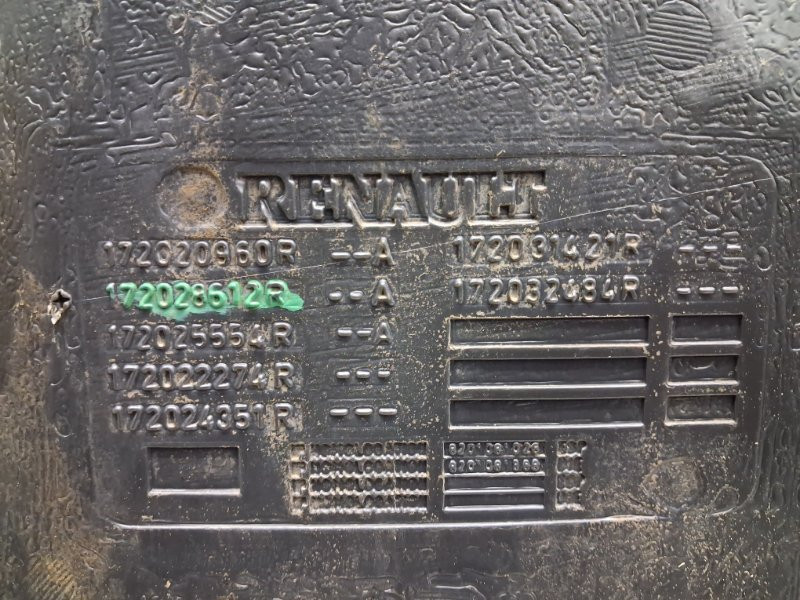 RENAULT
172020960R --A 172031421R ---
172028612R --A 172032484R ---
172025554R --A
172022274R ---
172024351R ---